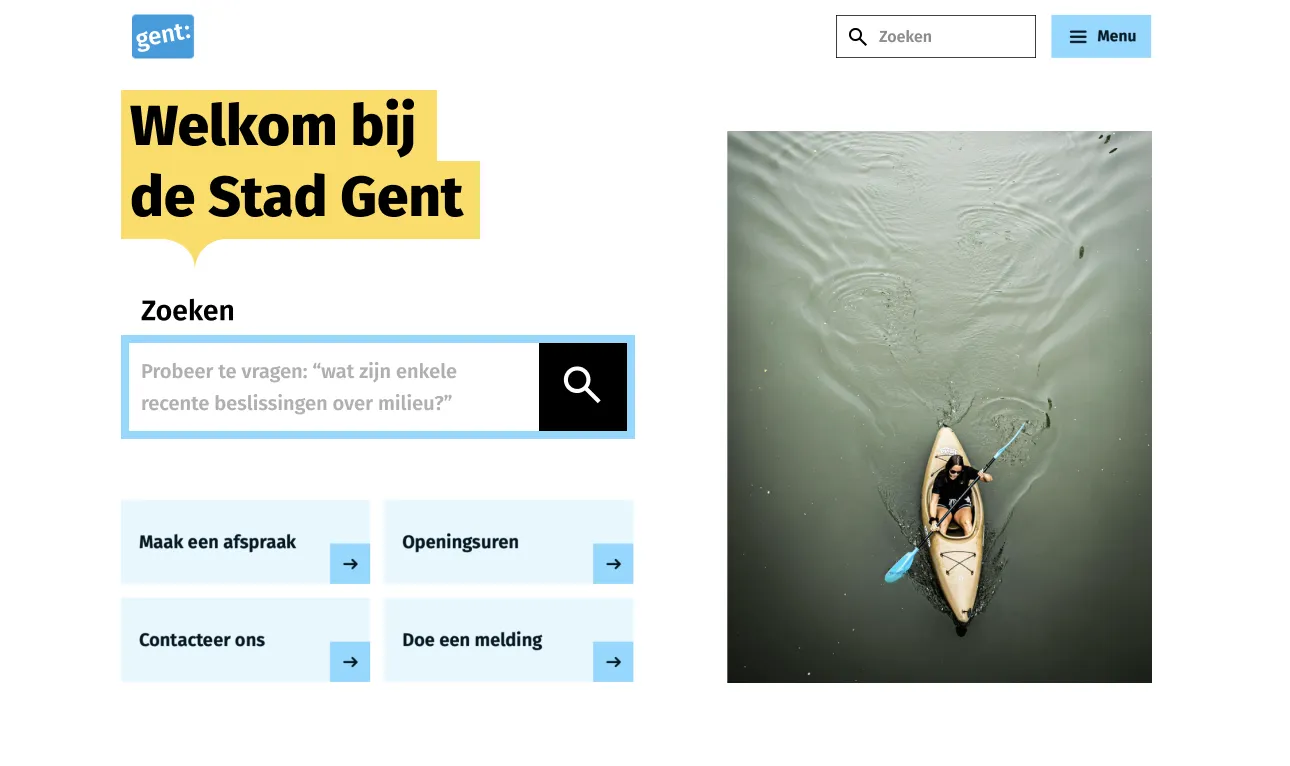 gent:
Zoeken
Menu
Welkom bij
de Stad Gent
Zoeken
Probeer te vragen: “wat zijn enkele
recente beslissingen over milieu?”
Maak een afspraak
Openingsuren
Contacteer ons
Doe een melding